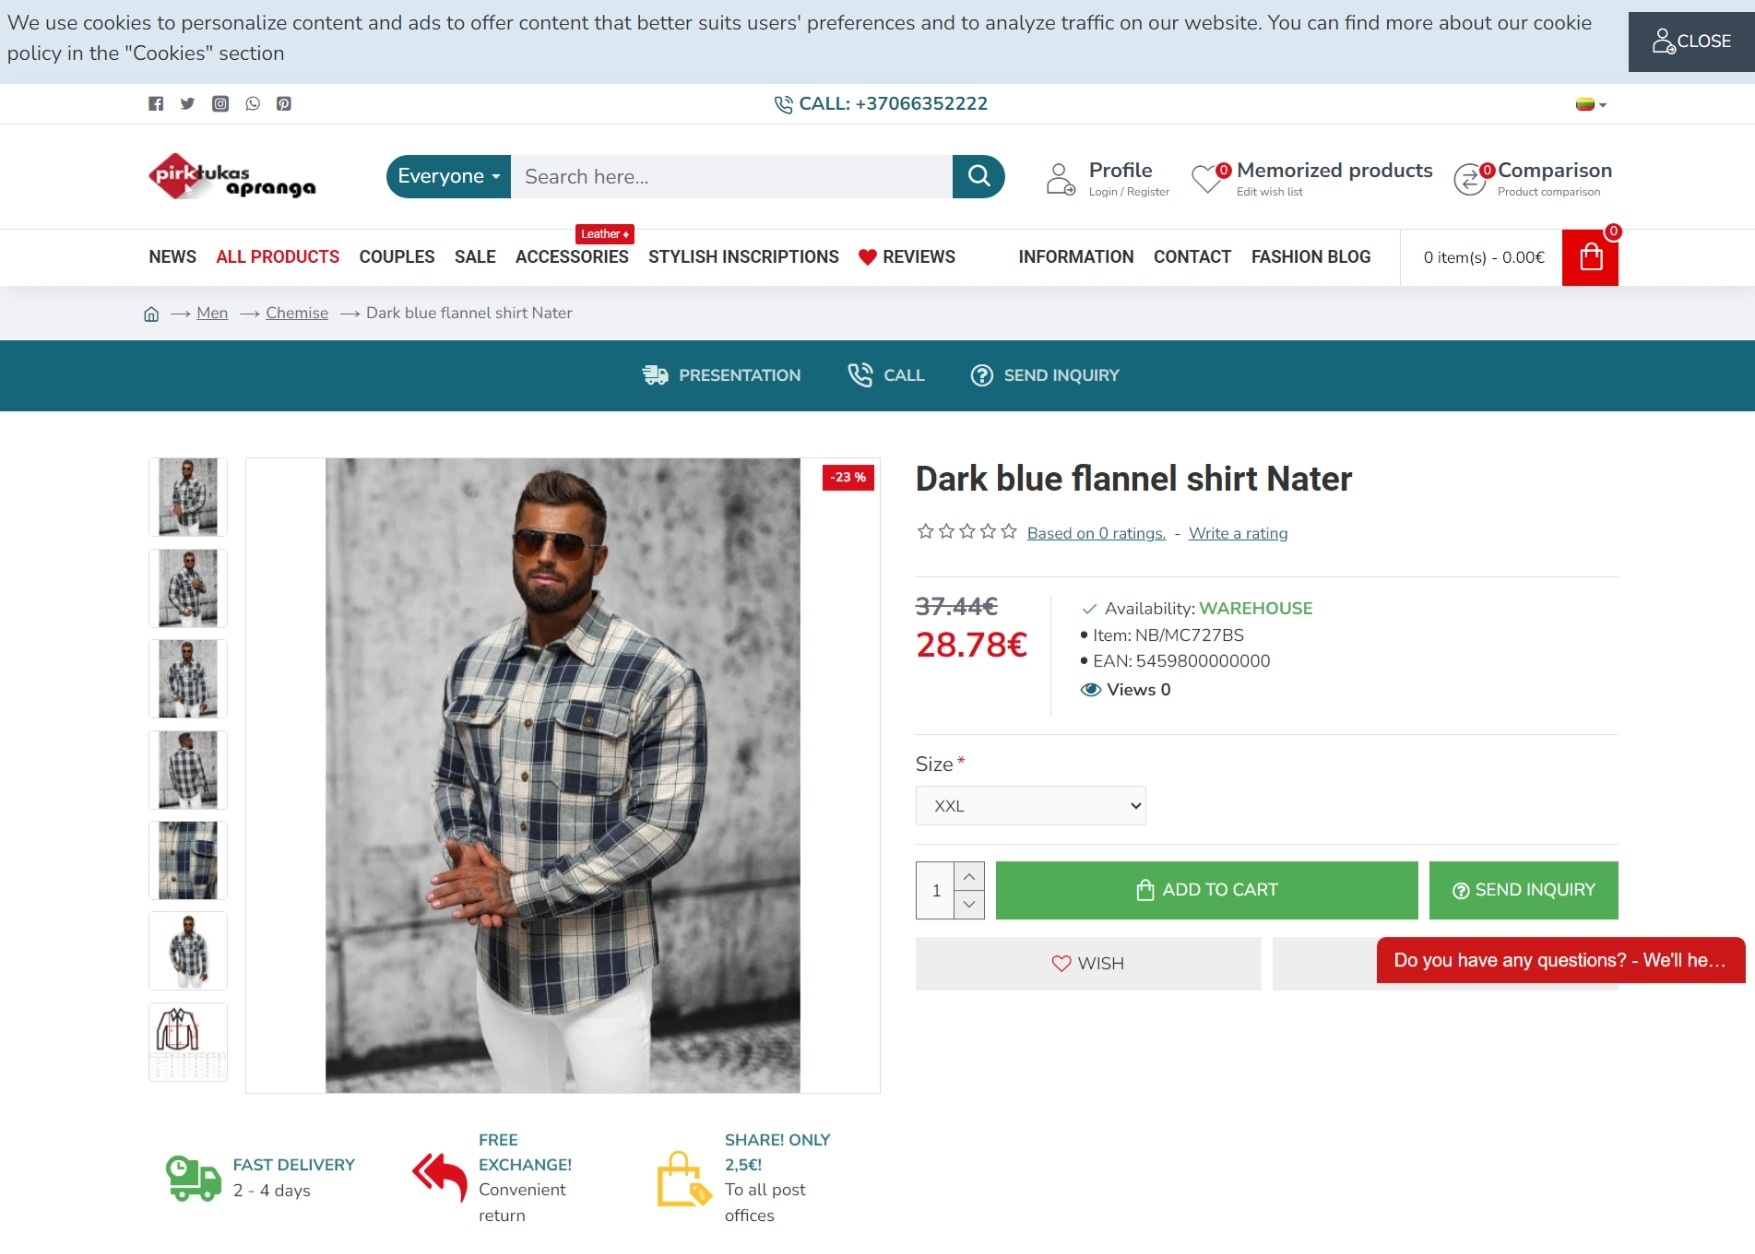 We use cookies to personalize content and ads to offer content that better suits users' preferences and to analyze traffic on our website. You can find more about our cookie
policy in the "Cookies" section
CLOSE
CALL: +37066352222
pirktukas
apranga
Everyone
Search here...
Profile
Login / Register
0
Memorized products
Edit wish list
0
Comparison
Product comparison
Leather ♦
NEWS ALL PRODUCTS COUPLES SALE ACCESSORIES STYLISH INSCRIPTIONS REVIEWS INFORMATION CONTACT FASHION BLOG
0 item(s) - 0.00€
0
Men → Chemise → Dark blue flannel shirt Nater
PRESENTATION CALL SEND INQUIRY
-23 %
Dark blue flannel shirt Nater
Based on 0 ratings. - Write a rating
37.44€
28.78€
Availability: WAREHOUSE
• Item: NB/MC727BS
• EAN: 5459800000000
Views 0
Size *
XXL
1
ADD TO CART
SEND INQUIRY
WISH
Do you have any questions? - We'll he...
FAST DELIVERY
2 - 4 days
FREE
EXCHANGE!
Convenient
return
SHARE! ONLY
2,5€!
To all post
offices